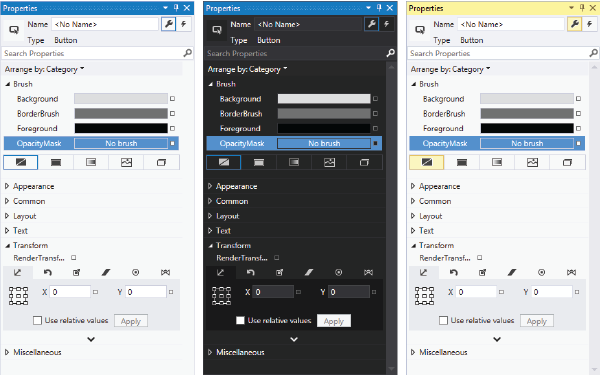 Properties
Name <No Name>
Type Button
Search Properties
Arrange by: Category
Brush
Background
BorderBrush
Foreground
OpacityMask No brush
Appearance
Common
Layout
Text
Transform
RenderTransf...
X 0 Y 0
Use relative values Apply
Miscellaneous
Properties
Name <No Name>
Type Button
Search Properties
Arrange by: Category
Brush
Background
BorderBrush
Foreground
OpacityMask No brush
Appearance
Common
Layout
Text
Transform
RenderTransf...
X 0 Y 0
Use relative values Apply
Miscellaneous
Properties
Name <No Name>
Type Button
Search Properties
Arrange by: Category
Brush
Background
BorderBrush
Foreground
OpacityMask No brush
Appearance
Common
Layout
Text
Transform
RenderTransf...
X 0 Y 0
Use relative values Apply
Miscellaneous